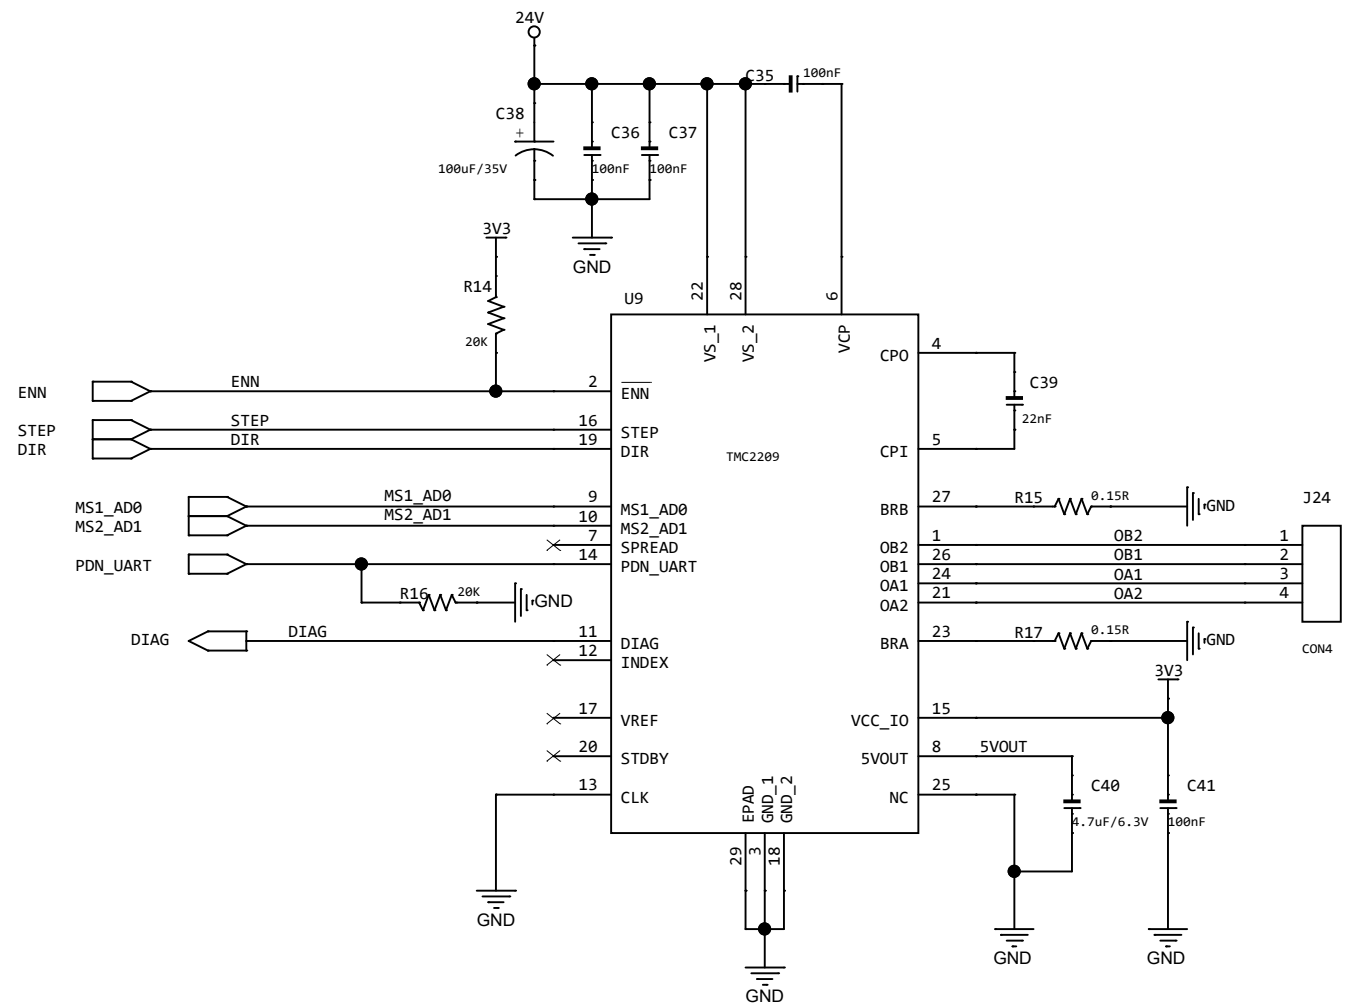 24V
C35 100nF
C38
+
100uF/35V
C36
100nF
C37
100nF
GND
3V3
R14
20K
U9
22
28
6
VS_1
VS_2
VCP
ENN
ENN
2
ENN
STEP
STEP
16
STEP
DIR
DIR
19
DIR
MS1_AD0
MS1_AD0
9
MS1_AD0
MS2_AD1
MS2_AD1
10
MS2_AD1
7
SPREAD
PDN_UART
14
PDN_UART
R16 20K
GND
DIAG
DIAG
11
DIAG
12
INDEX
17
VREF
20
STDBY
13
CLK
GND
TMC2209
CPO
4
C39
22nF
CPI
5
BRB
27
R15 0.15R
GND
J24
OB2
1
OB2
1
OB1
26
OB1
2
OA1
24
OA1
3
OA2
21
OA2
4
CON4
BRA
23
R17 0.15R
GND
3V3
VCC_IO
15
5VOUT
8
5VOUT
NC
25
C40
4.7uF/6.3V
C41
100nF
EPAD
GND_1
GND_2
29
3
18
GND
GND
GND